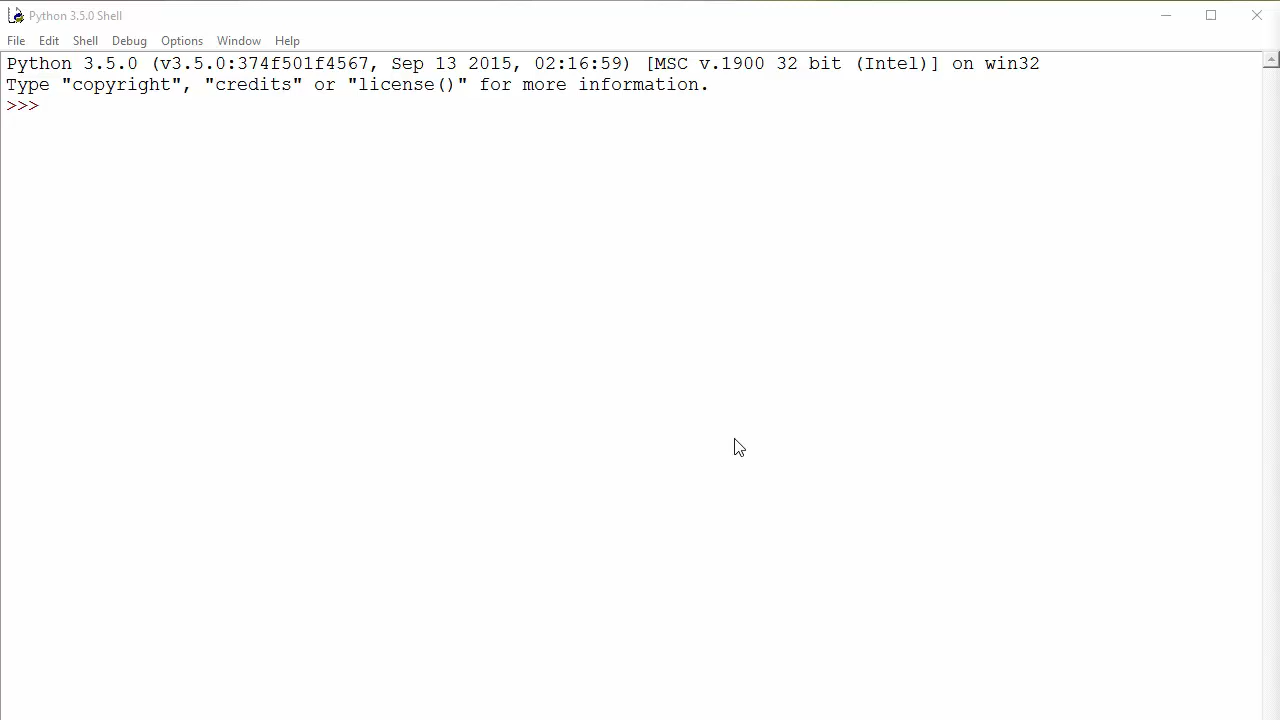 Python 3.5.0 Shell
File Edit Shell Debug Options Window Help
Python 3.5.0 (v3.5.0:374f501f4567, Sep 13 2015, 02:16:59) [MSC v.1900 32 bit (Intel)] on win32
Type "copyright", "credits" or "license()" for more information.
>>>